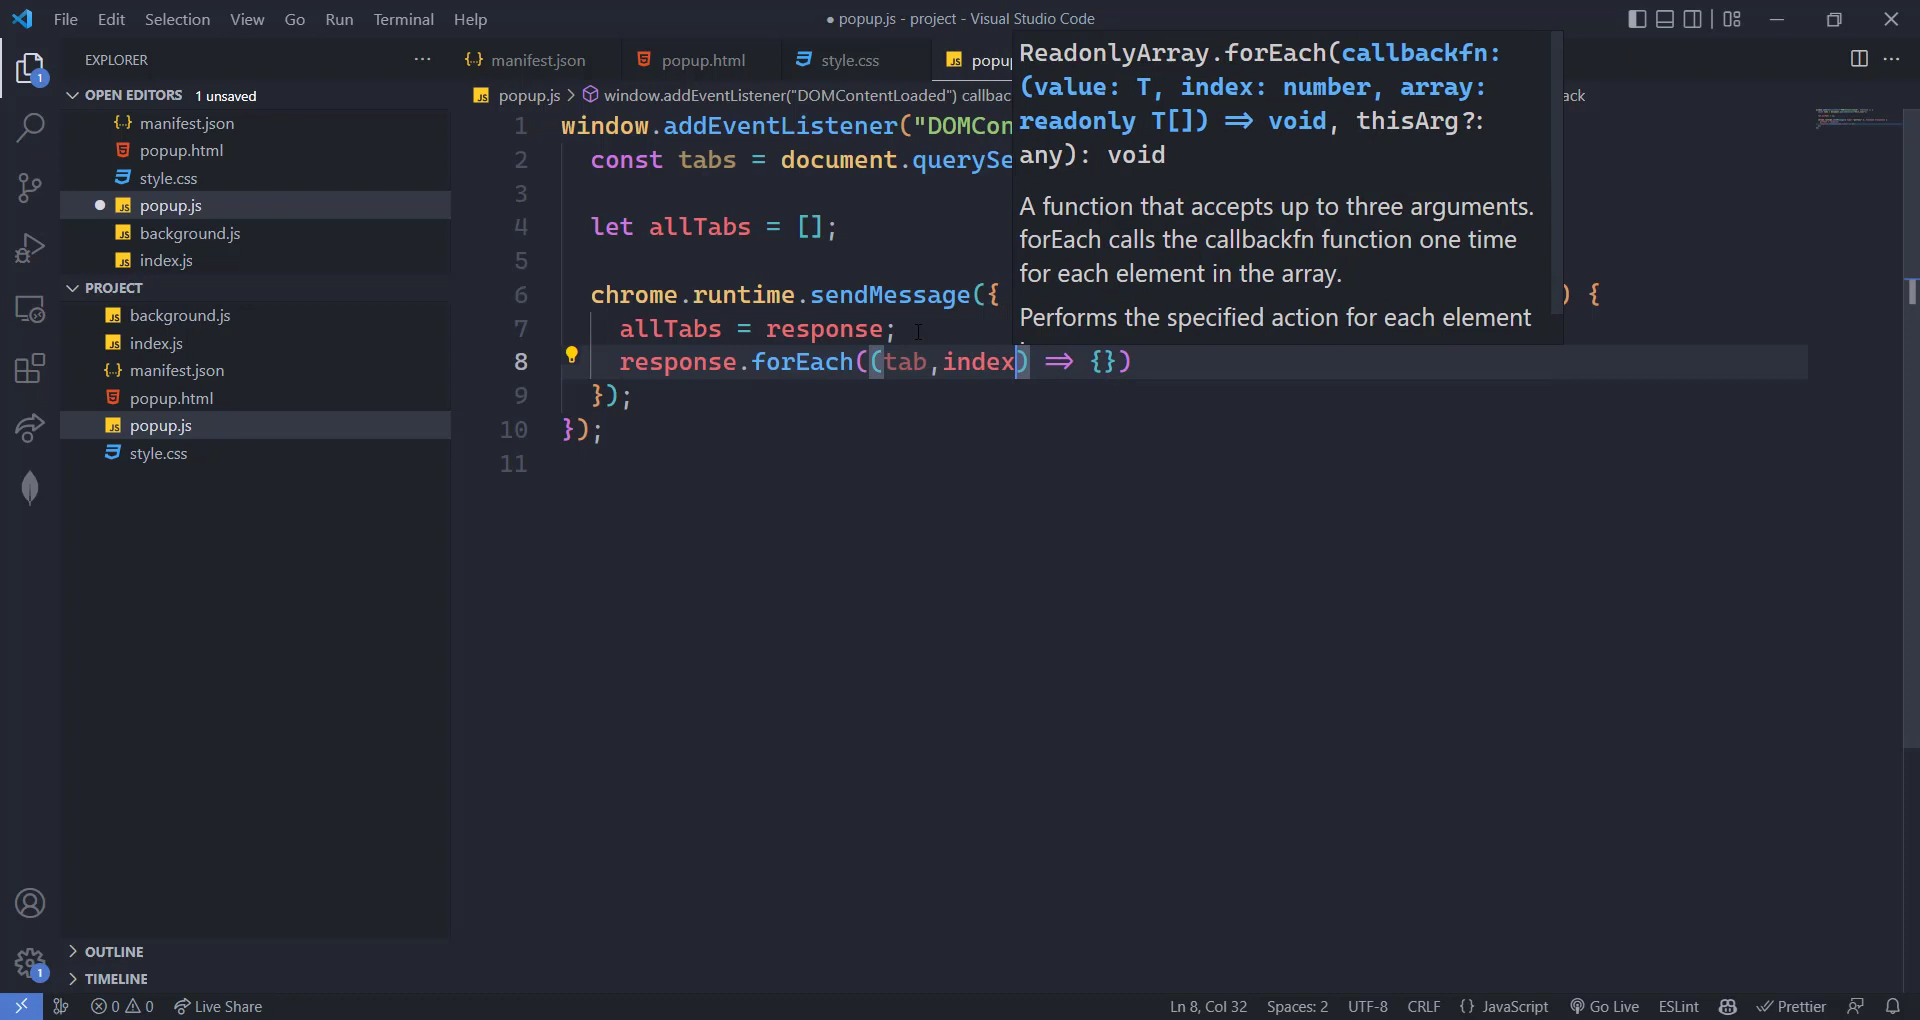 File Edit Selection View Go Run Terminal Help
● popup.js - project - Visual Studio Code
EXPLORER
OPEN EDITORS 1 unsaved
manifest.json
popup.html
style.css
popup.js
background.js
index.js
PROJECT
background.js
index.js
manifest.json
popup.html
popup.js
style.css
OUTLINE
TIMELINE
manifest.json popup.html style.css popu
popup.js > window.addEventListener("DOMContentLoaded") callbac
ack
1 window.addEventListener("DOMCon
2 const tabs = document.querySe
3
4 let allTabs = [];
5
6 chrome.runtime.sendMessage({ ) {
7 allTabs = response;
8 response.forEach((tab,index) => {})
9 });
10 });
11
ReadonlyArray.forEach(callbackfn:
(value: T, index: number, array:
readonly T[]) => void, thisArg?:
any): void
A function that accepts up to three arguments.
forEach calls the callbackfn function one time
for each element in the array.
Performs the specified action for each element
1
1
0 0 Live Share
Ln 8, Col 32 Spaces: 2 UTF-8 CRLF {} JavaScript Go Live ESLint Prettier